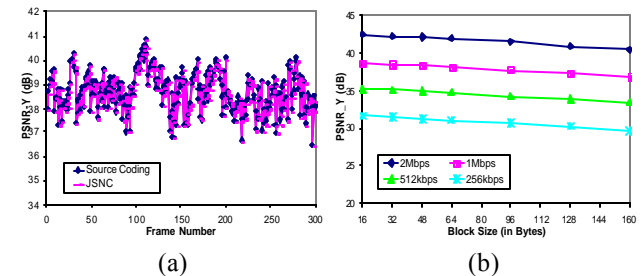 42
41
40
39
38
37
36
35
34
PSNR_Y (dB)
Source Coding
JSNC
0 50 100 150 200 250 300
Frame Number
(a)
45
40
35
30
25
20
PSNR_Y (dB)
2Mbps 1Mbps
512kbps 256kbps
16 32 48 64 80 96 112 128 144 160
Block Size (in Bytes)
(b)